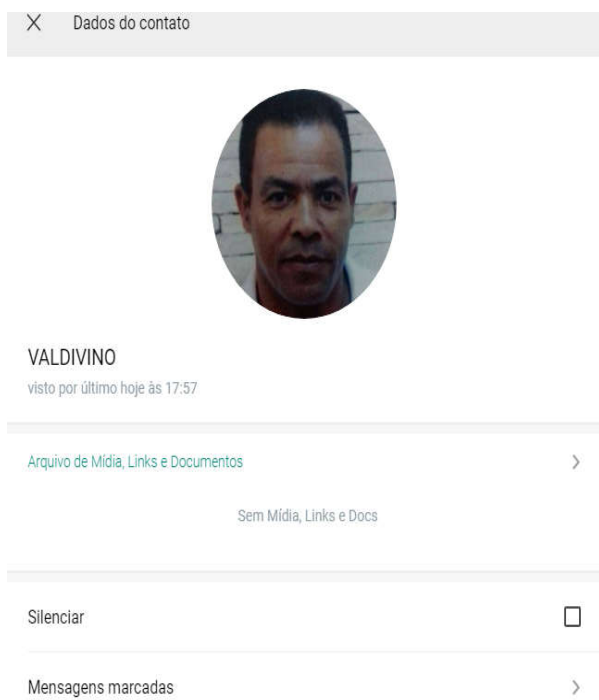 Dados do contato
VALDIVINO
visto por último hoje às 17:57
Arquivo de Mídia, Links e Documentos
Sem Mídia, Links e Docs
Silenciar
Mensagens marcadas